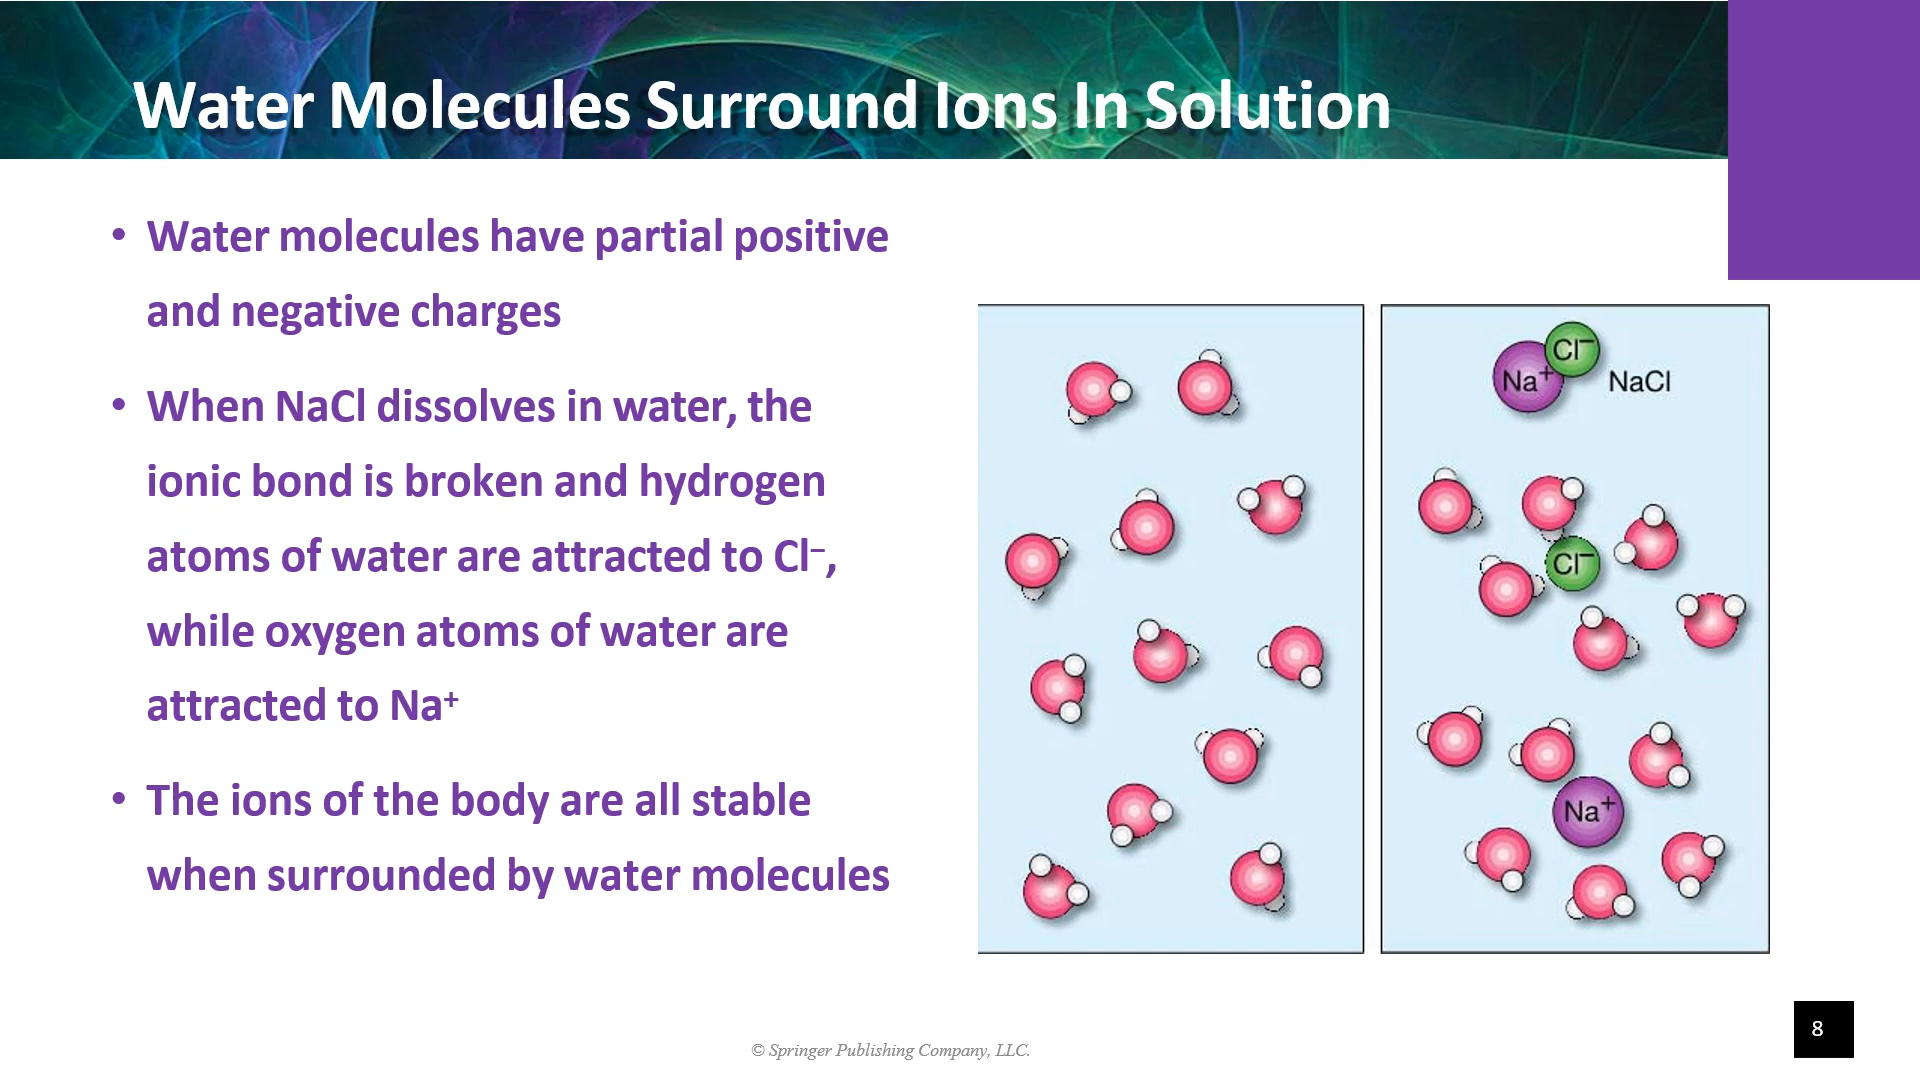 Water Molecules Surround Ions In Solution
• Water molecules have partial positive
and negative charges
• When NaCl dissolves in water, the
ionic bond is broken and hydrogen
atoms of water are attracted to Cl⁻,
while oxygen atoms of water are
attracted to Na⁺
• The ions of the body are all stable
when surrounded by water molecules
Cl⁻
Na⁺
NaCl
Cl⁻
Na⁺
© Springer Publishing Company, LLC.
8